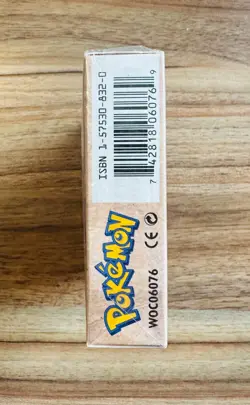 ISBN 1-57530-832-0
7 42818 06076 9
POKéMON
CE
WOC06076